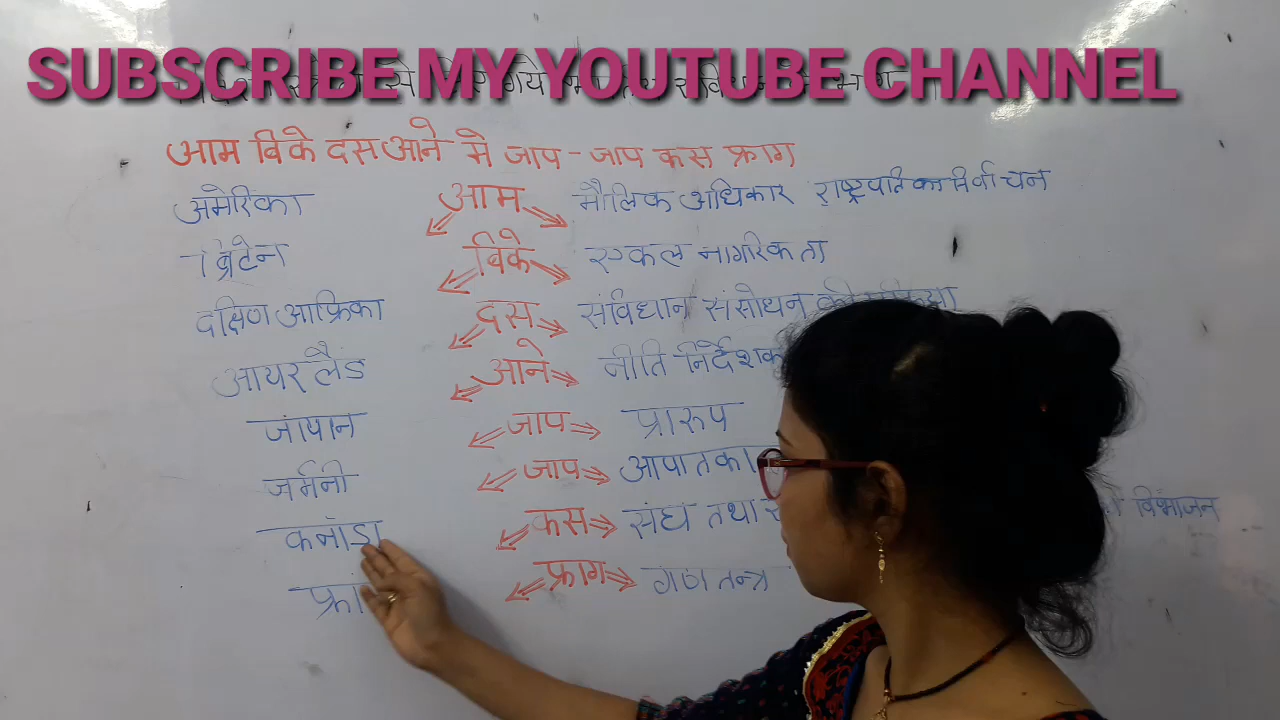 SUBSCRIBE MY YOUTUBE CHANNEL
आम विके दस आने मे जाप - जाप कस फ्राग
अमेरिका आम मौलिक अधिकार राष्ट्रपति का निर्वाचन
ब्रिटेन विके एकल नागरिकता
दक्षिण आफ्रिका दस संविधान संसोधन की
आयरलैंड आने नीति निर्देशक
जापान जाप प्रारुप
जर्मनी जाप आपातका
कनाडा कस संघ तथा विभाजन
फ्रां फ्राग गणतन्त्र